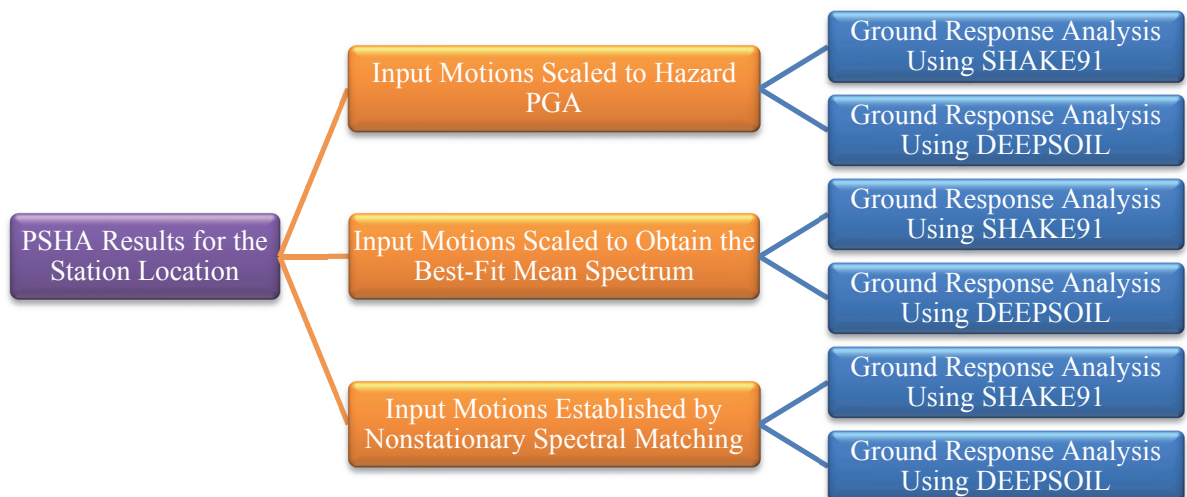 PSHA Results for the
Station Location
Input Motions Scaled to Hazard
PGA
Ground Response Analysis
Using SHAKE91
Ground Response Analysis
Using DEEPSOIL
Input Motions Scaled to Obtain the
Best-Fit Mean Spectrum
Ground Response Analysis
Using SHAKE91
Ground Response Analysis
Using DEEPSOIL
Input Motions Established by
Nonstationary Spectral Matching
Ground Response Analysis
Using SHAKE91
Ground Response Analysis
Using DEEPSOIL